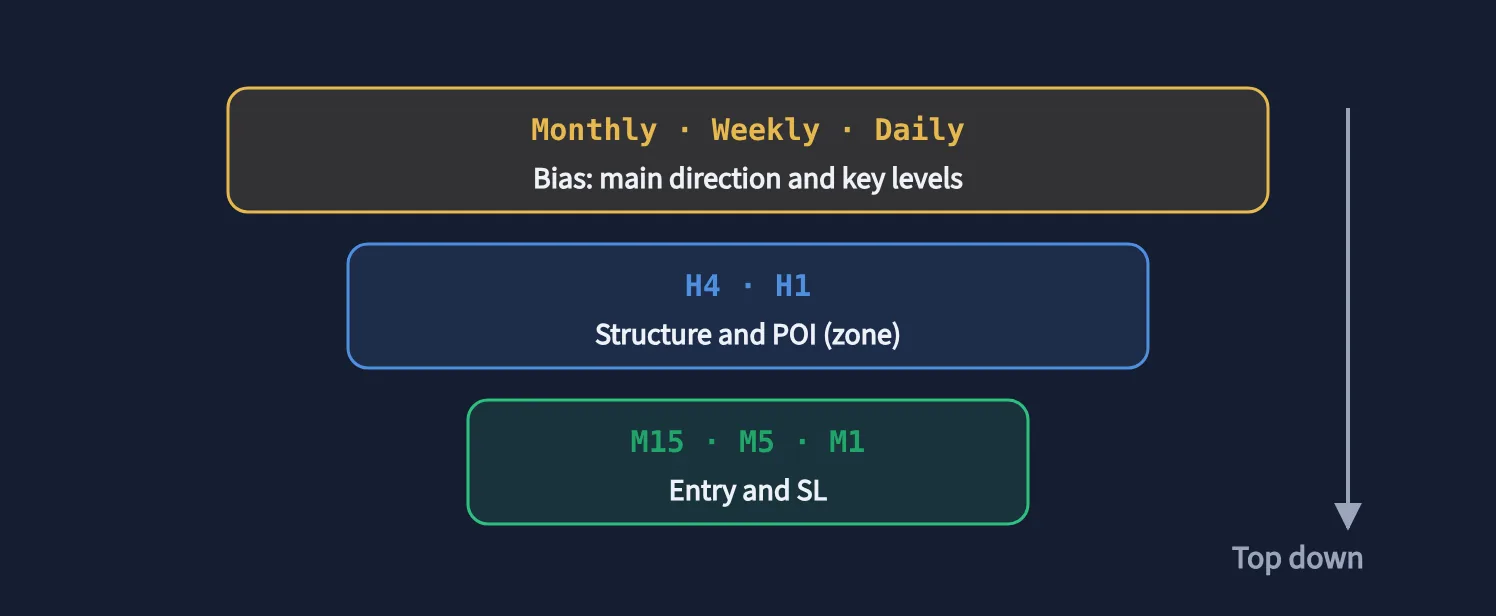 Monthly · Weekly · Daily
Bias: main direction and key levels
H4 · H1
Structure and POI (zone)
M15 · M5 · M1
Entry and SL
Top down